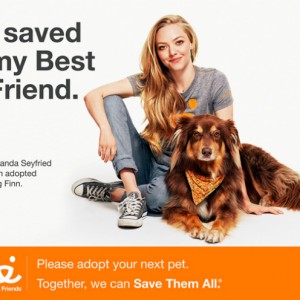 saved
my Best
Friend.
anda Seyfried
n adopted
g Finn.
Friends
Please adopt your next pet.
Together, we can Save Them All.®